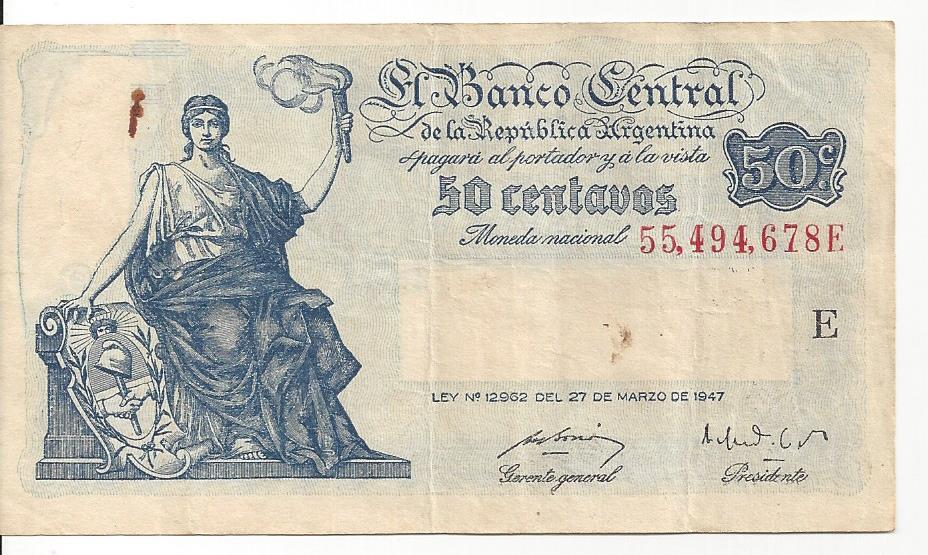 El Banco Central
de la República Argentina
pagará al portador y á la vista
50 centavos
50c.
Moneda nacional 55,494,678E
E
LEY Nº 12962 DEL 27 DE MARZO DE 1947
Gerente general
Presidente